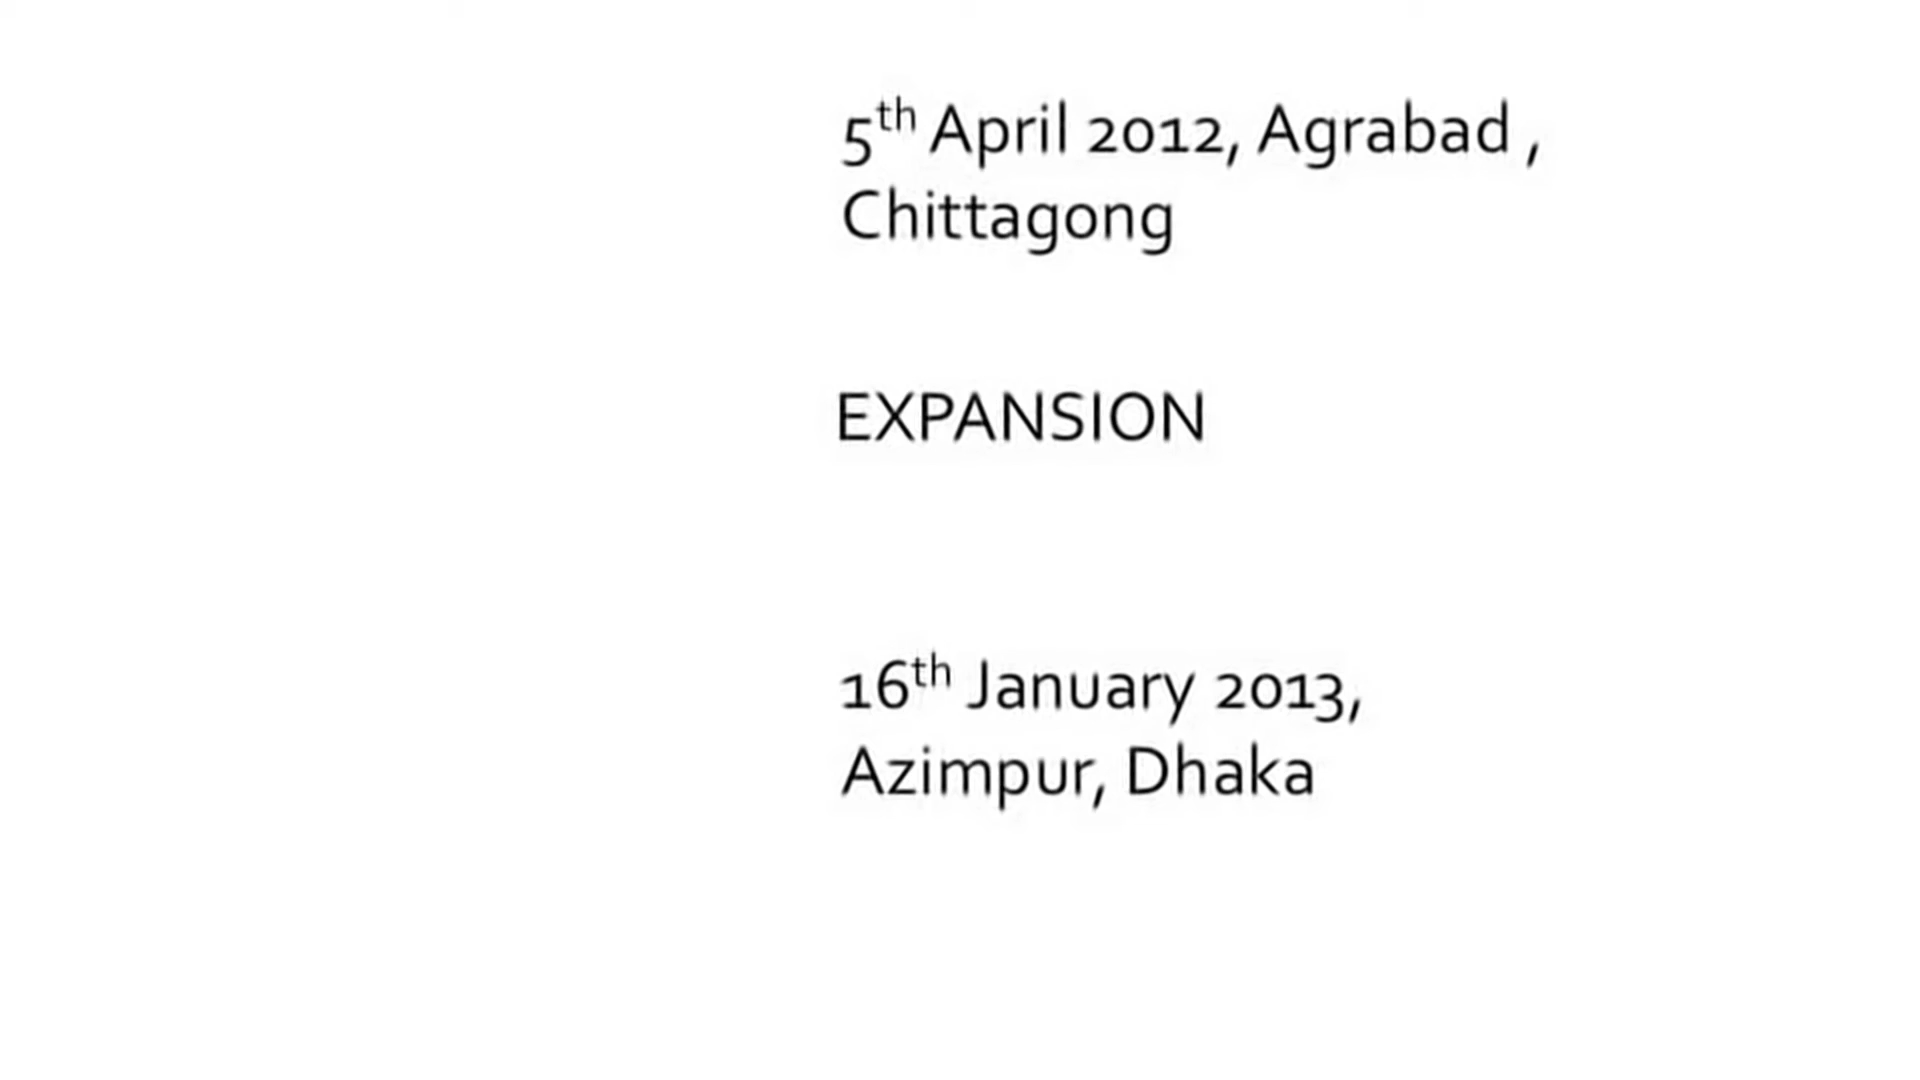 5th April 2012, Agrabad ,
Chittagong
EXPANSION
16th January 2013,
Azimpur, Dhaka